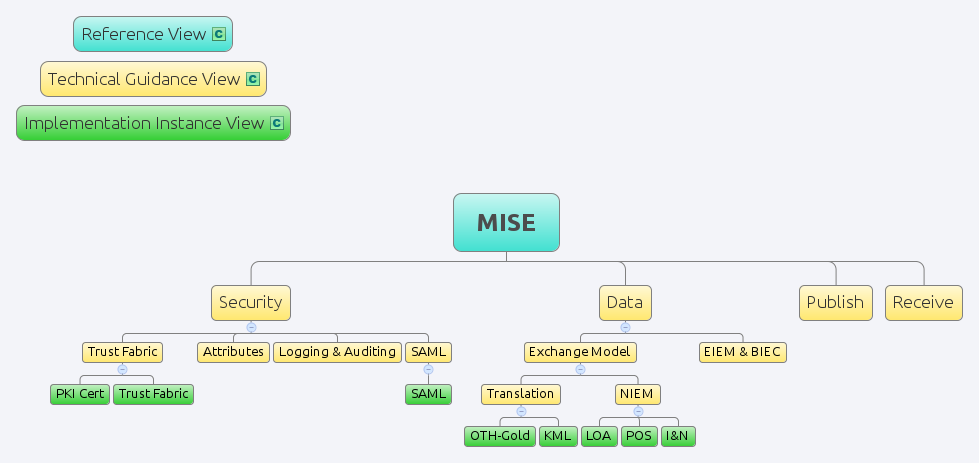 Reference View C
Technical Guidance View C
Implementation Instance View C
MISE
Security
Data
Publish
Receive
Trust Fabric
Attributes
Logging & Auditing
SAML
Exchange Model
EIEM & BIEC
PKI Cert
Trust Fabric
SAML
Translation
NIEM
OTH-Gold
KML
LOA
POS
I&N